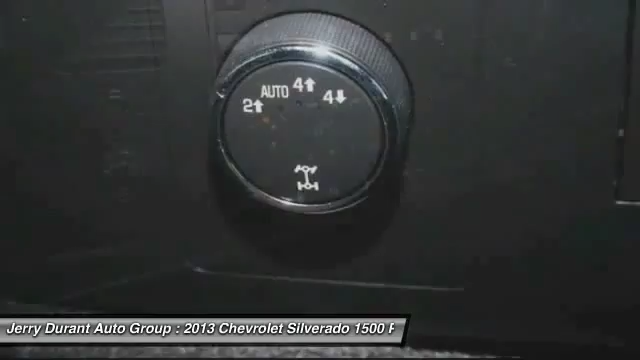 2↑ AUTO 4↑ 4↓
Jerry Durant Auto Group : 2013 Chevrolet Silverado 1500 F